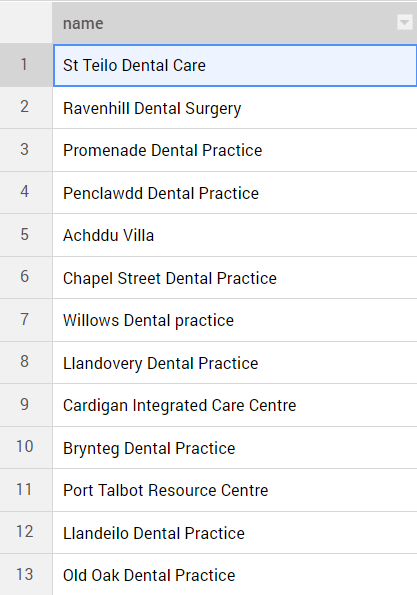 name
1 St Teilo Dental Care
2 Ravenhill Dental Surgery
3 Promenade Dental Practice
4 Penclawdd Dental Practice
5 Achddu Villa
6 Chapel Street Dental Practice
7 Willows Dental practice
8 Llandovery Dental Practice
9 Cardigan Integrated Care Centre
10 Brynteg Dental Practice
11 Port Talbot Resource Centre
12 Llandeilo Dental Practice
13 Old Oak Dental Practice